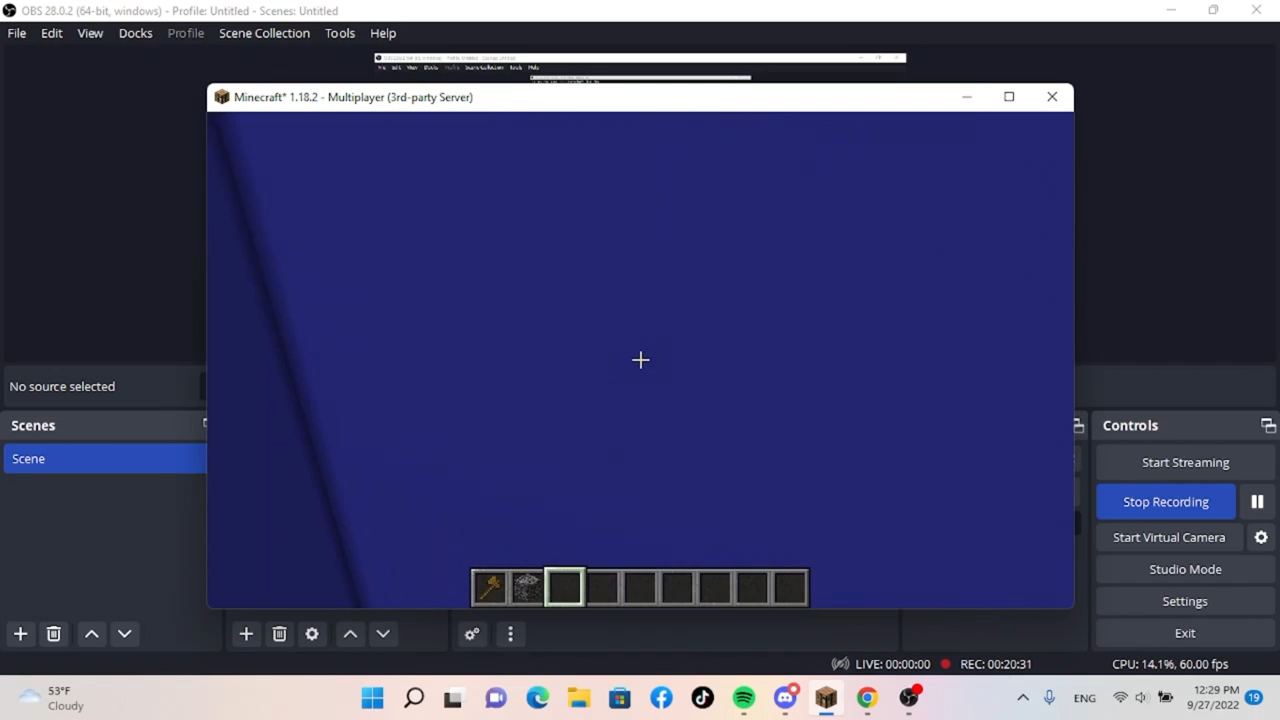 OBS 28.0.2 (64-bit, windows) - Profile: Untitled - Scenes: Untitled
File Edit View Docks Profile Scene Collection Tools Help
Minecraft* 1.18.2 - Multiplayer (3rd-party Server)
No source selected
Scenes
Controls
Scene
Start Streaming
Stop Recording
Start Virtual Camera
Studio Mode
Settings
Exit
LIVE: 00:00:00 REC: 00:20:31 CPU: 14.1%, 60.00 fps
53°F
Cloudy
ENG
12:29 PM
9/27/2022
19